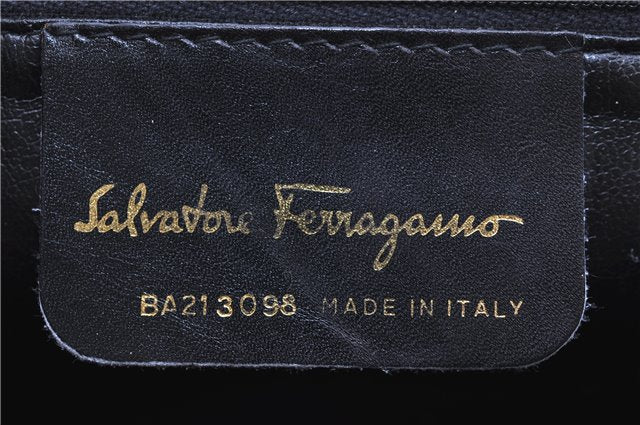 Salvatore Ferragamo
BA213098 MADE IN ITALY